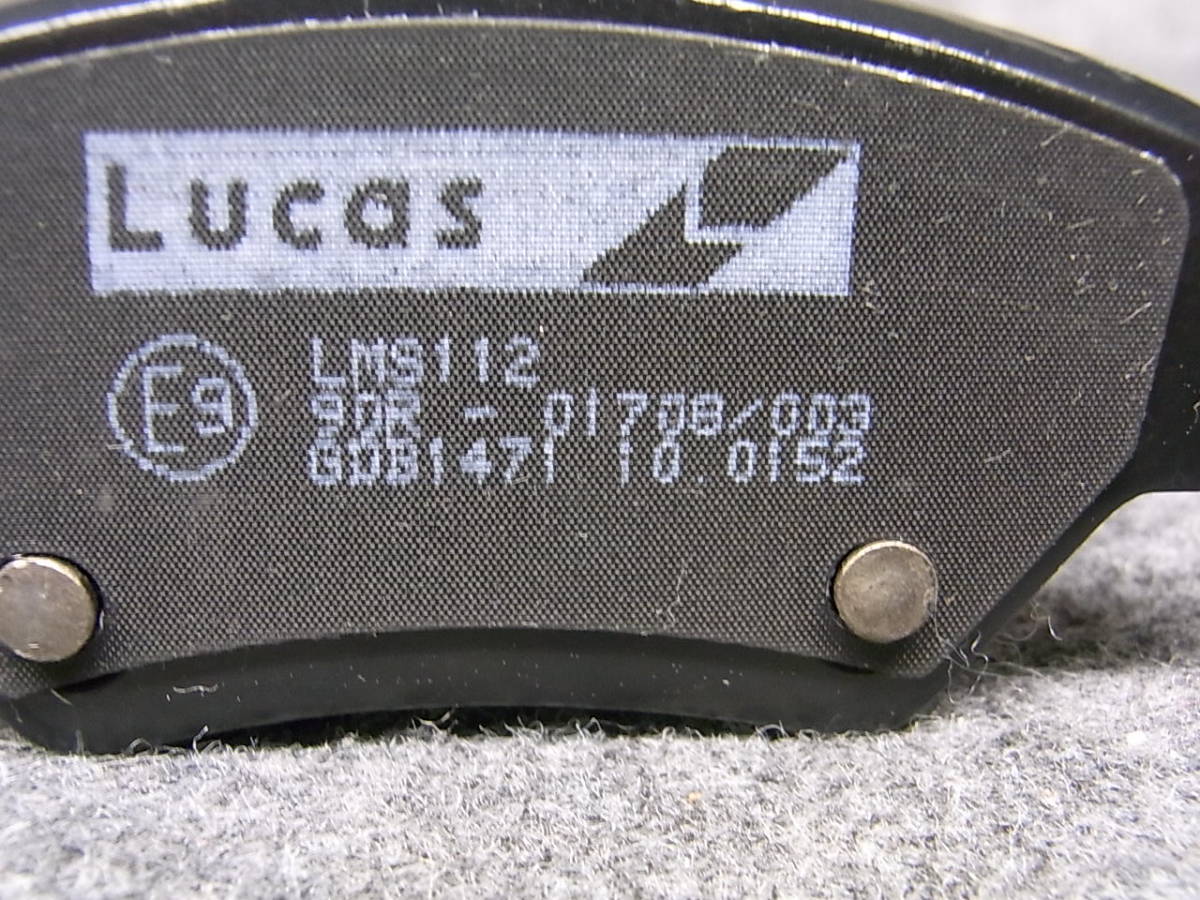 Lucas
E9
LMS112
90R - 01708/003
GDB1471 10.0152